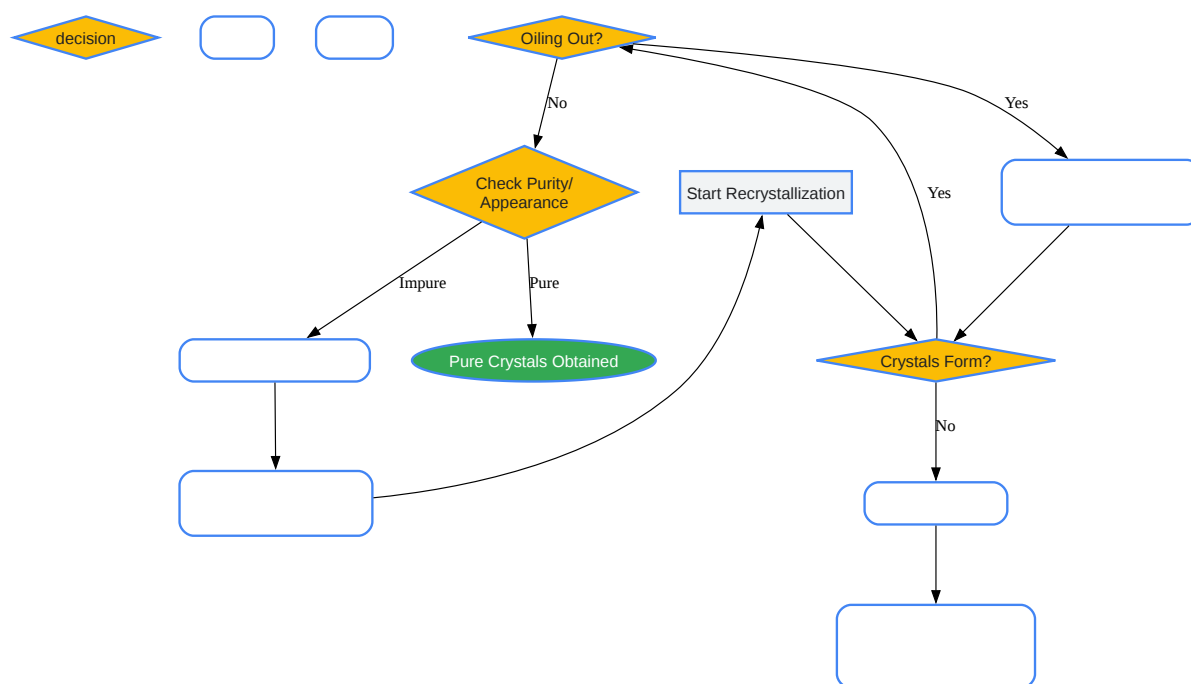 decision
Oiling Out?
No
Yes
Check Purity/
Appearance
Start Recrystallization
Yes
Impure
Pure
Pure Crystals Obtained
Crystals Form?
No